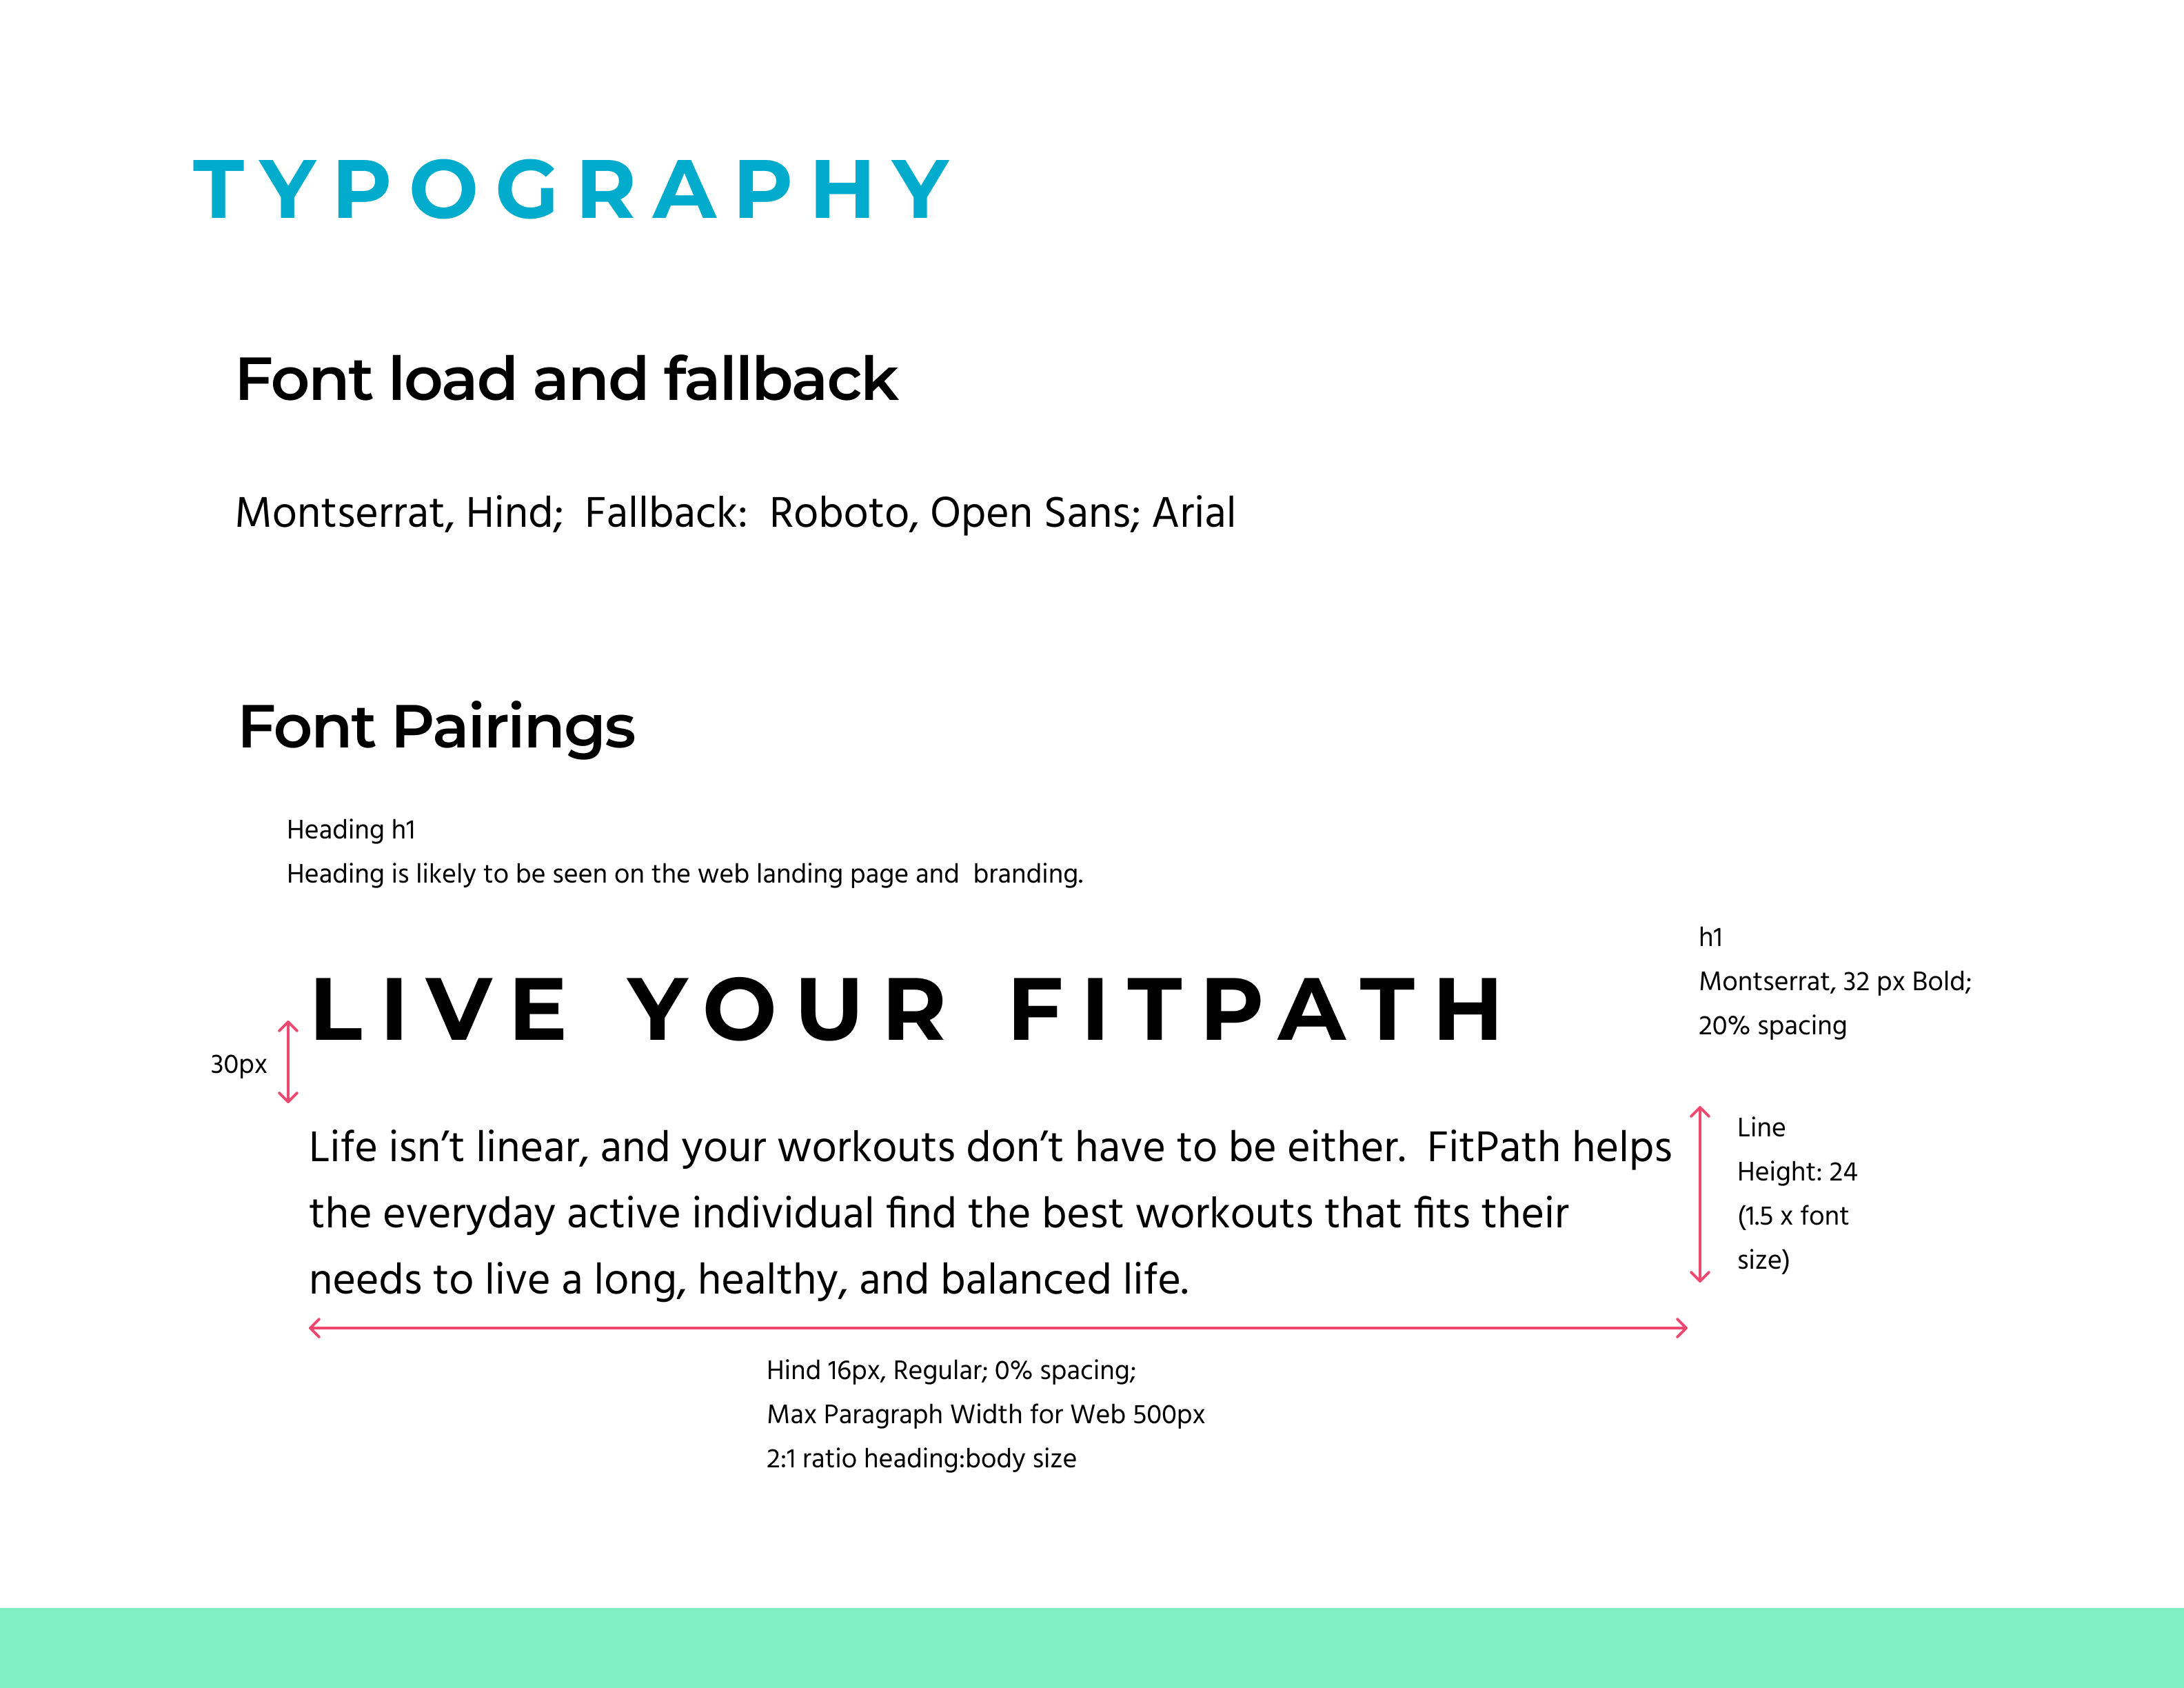 TYPOGRAPHY
Font load and fallback
Montserrat, Hind;  Fallback:  Roboto, Open Sans; Arial
Font Pairings
Heading h1
Heading is likely to be seen on the web landing page and  branding.
h1
Montserrat, 32 px Bold;
20% spacing
LIVE YOUR FITPATH
30px
Life isn’t linear, and your workouts don’t have to be either.  FitPath helps
the everyday active individual find the best workouts that fits their
needs to live a long, healthy, and balanced life.
Line
Height: 24
(1.5 x font
size)
Hind 16px, Regular; 0% spacing;
Max Paragraph Width for Web 500px
2:1 ratio heading:body size